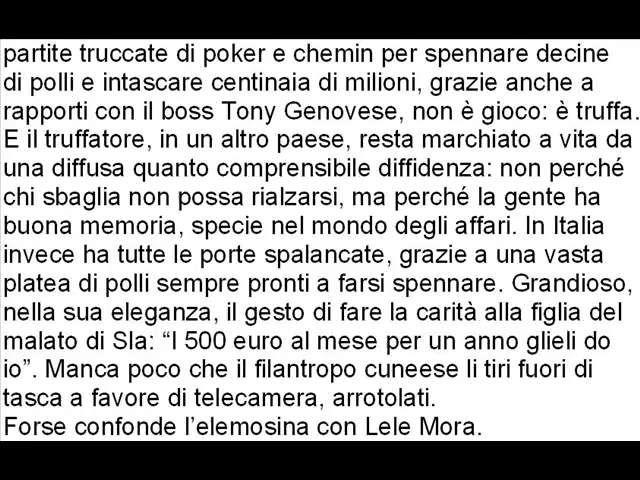 partite truccate di poker e chemin per spennare decine
di polli e intascare centinaia di milioni, grazie anche a
rapporti con il boss Tony Genovese, non è gioco: è truffa.
E il truffatore, in un altro paese, resta marchiato a vita da
una diffusa quanto comprensibile diffidenza: non perché
chi sbaglia non possa rialzarsi, ma perché la gente ha
buona memoria, specie nel mondo degli affari. In Italia
invece ha tutte le porte spalancate, grazie a una vasta
platea di polli sempre pronti a farsi spennare. Grandioso,
nella sua eleganza, il gesto di fare la carità alla figlia del
malato di Sla: “I 500 euro al mese per un anno glieli do
io”. Manca poco che il filantropo cuneese li tiri fuori di
tasca a favore di telecamera, arrotolati.
Forse confonde l’elemosina con Lele Mora.